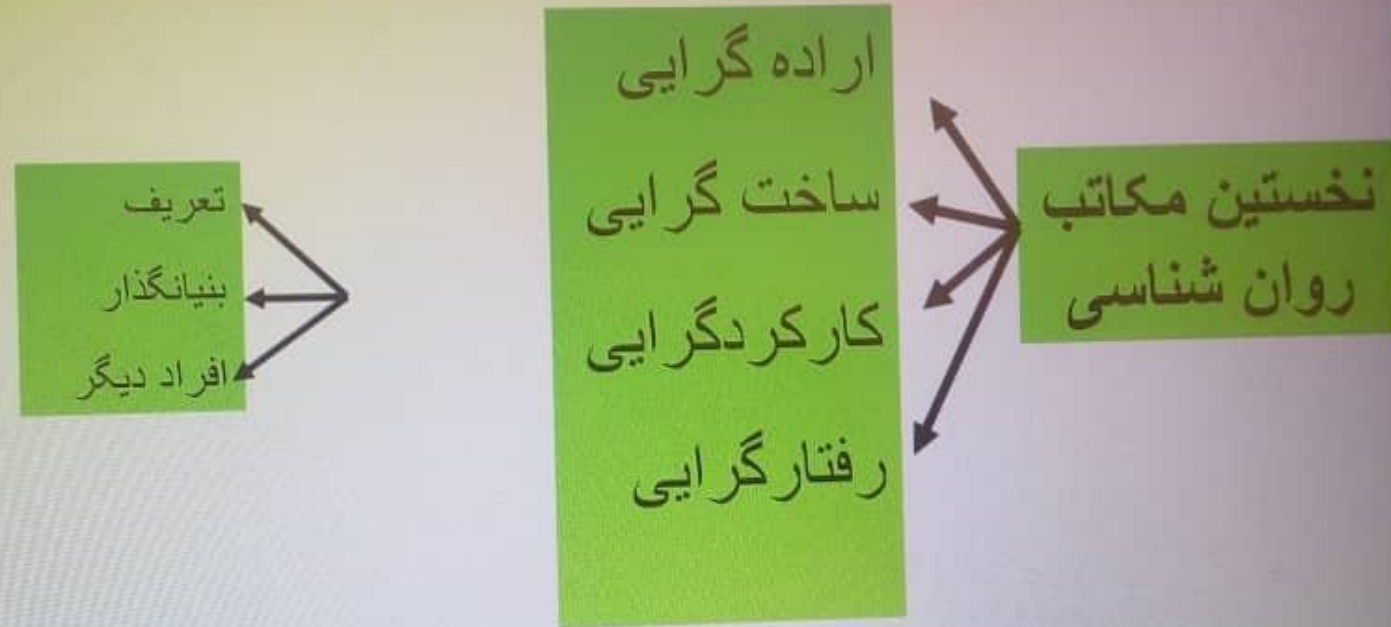 نخستین مکاتب
روان شناسی
اراده گرایی
ساخت گرایی
کارکردگرایی
رفتارگرایی
تعریف
بنیانگذار
افراد دیگر